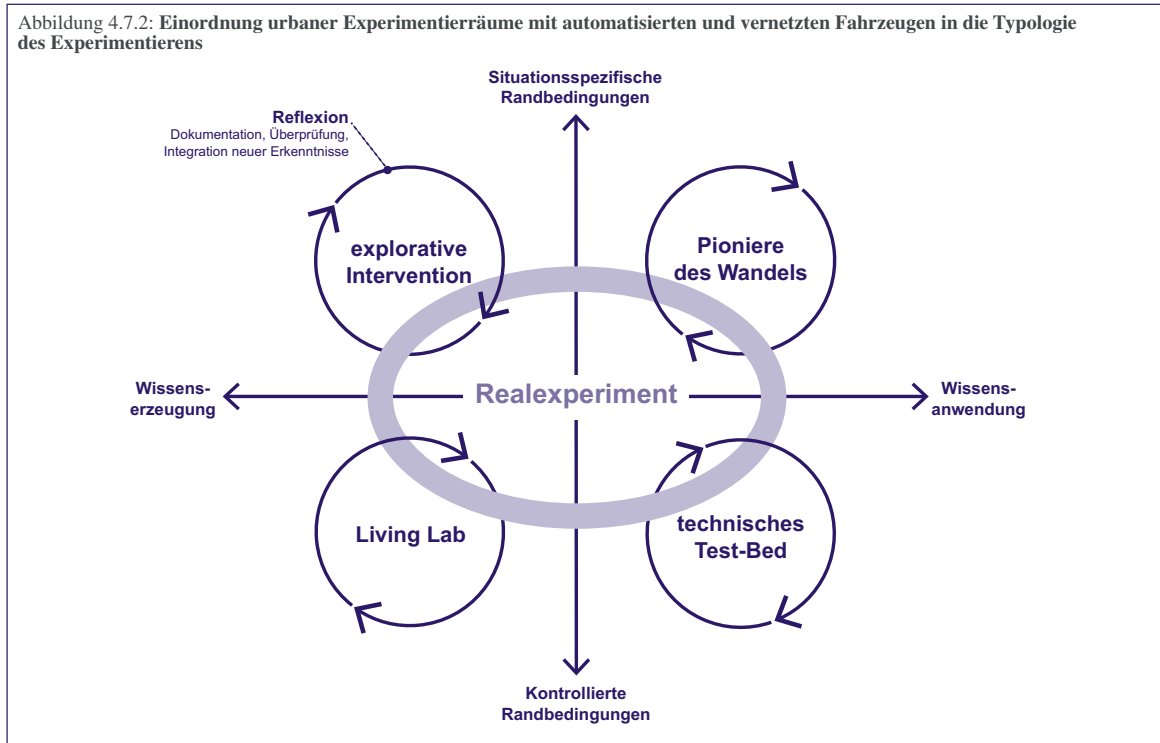 Abbildung 4.7.2: Einordnung urbaner Experimentierräume mit automatisierten und vernetzten Fahrzeugen in die Typologie
des Experimentierens
Situationsspezifische
Randbedingungen
Reflexion
Dokumentation, Überprüfung,
Integration neuer Erkenntnisse
explorative
Intervention
Pioniere
des Wandels
Wissens-
erzeugung
Realexperiment
Wissens-
anwendung
Living Lab
technisches
Test-Bed
Kontrollierte
Randbedingungen